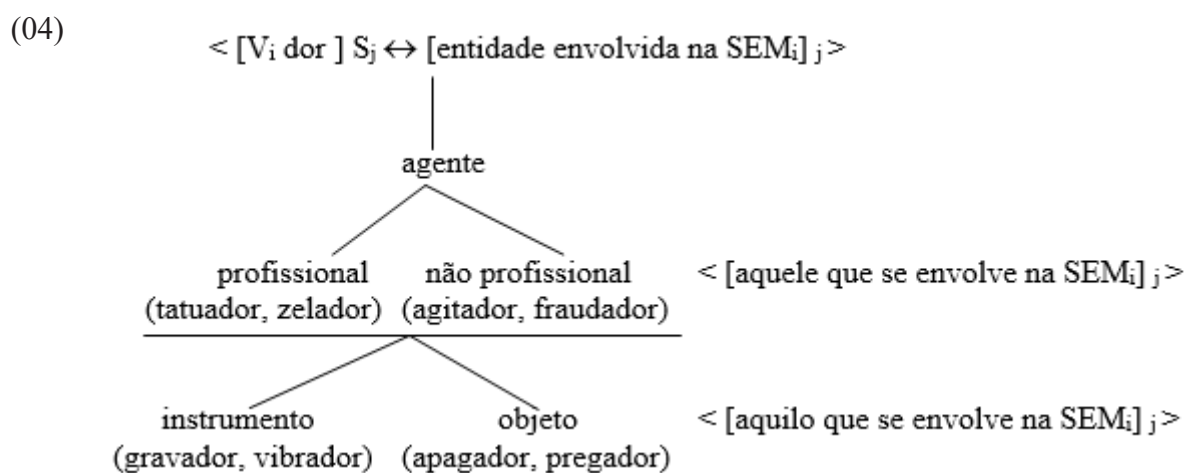 (04)
< [Vᵢ dor ] Sⱼ ↔ [entidade envolvida na SEMᵢ] ⱼ >
agente
profissional não profissional < [aquele que se envolve na SEMᵢ] ⱼ >
(tatuador, zelador) (agitador, fraudador)
instrumento objeto < [aquilo que se envolve na SEMᵢ] ⱼ >
(gravador, vibrador) (apagador, pregador)